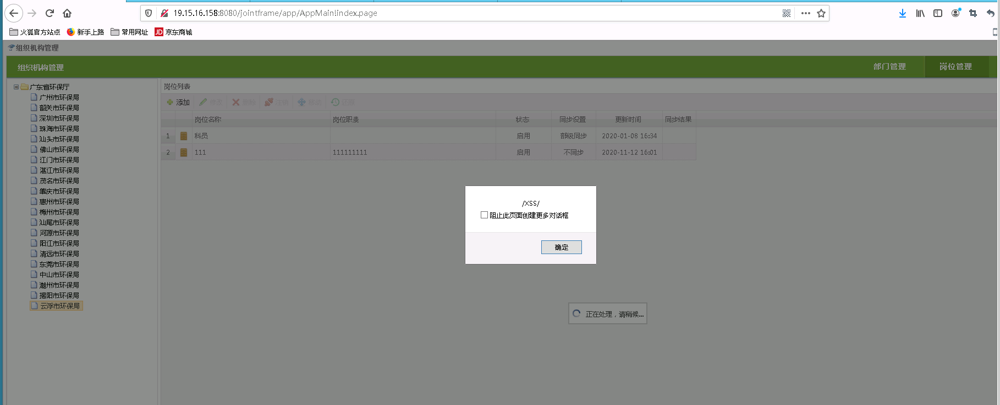 19.15.16.158:8080/jointframe/app/AppMain!index.page
火狐官方站点 新手上路 常用网址 JD 京东商城
组织机构管理
组织机构管理 部门管理 岗位管理
广东省环保厅
广州市环保局
韶关市环保局
深圳市环保局
珠海市环保局
汕头市环保局
佛山市环保局
江门市环保局
湛江市环保局
茂名市环保局
肇庆市环保局
惠州市环保局
梅州市环保局
汕尾市环保局
河源市环保局
阳江市环保局
清远市环保局
东莞市环保局
中山市环保局
潮州市环保局
揭阳市环保局
云浮市环保局
岗位列表
添加 修改 删除 注销 移动 还原
岗位名称 岗位职责 状态 同步设置 更新时间 同步结果
1 科员 启用 部级同步 2020-01-08 16:34
2 111 111111111 启用 不同步 2020-11-12 16:01
/XSS/
阻止此页面创建更多对话框
确定
正在处理，请稍候...